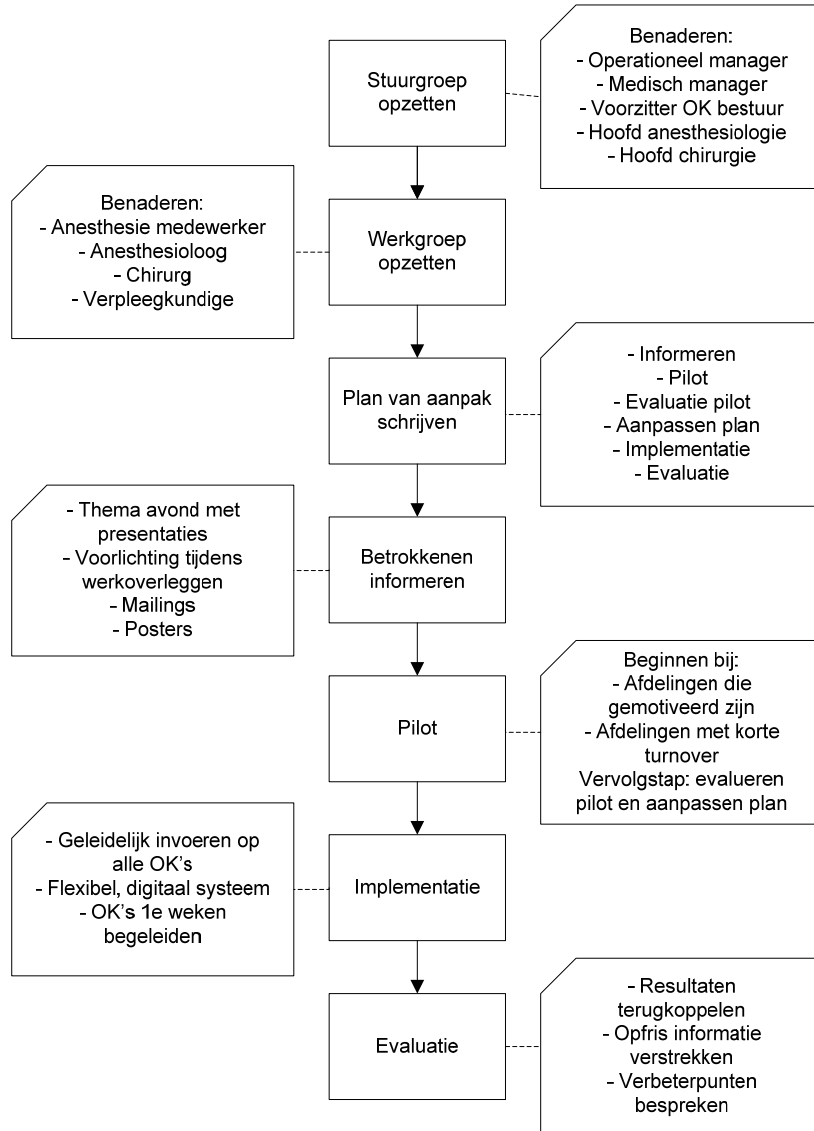 Stuurgroep
opzetten
Benaderen:
- Operationeel manager
- Medisch manager
- Voorzitter OK bestuur
- Hoofd anesthesiologie
- Hoofd chirurgie
Benaderen:
- Anesthesie medewerker
- Anesthesioloog
- Chirurg
- Verpleegkundige
Werkgroep
opzetten
Plan van aanpak
schrijven
- Informeren
- Pilot
- Evaluatie pilot
- Aanpassen plan
- Implementatie
- Evaluatie
- Thema avond met
presentaties
- Voorlichting tijdens
werkoverleggen
- Mailings
- Posters
Betrokkenen
informeren
Pilot
Beginnen bij:
- Afdelingen die
gemotiveerd zijn
- Afdelingen met korte
turnover
Vervolgstap: evalueren
pilot en aanpassen plan
- Geleidelijk invoeren op
alle OK's
- Flexibel, digitaal systeem
- OK's 1e weken
begeleiden
Implementatie
Evaluatie
- Resultaten
terugkoppelen
- Opfris informatie
verstrekken
- Verbeterpunten
bespreken